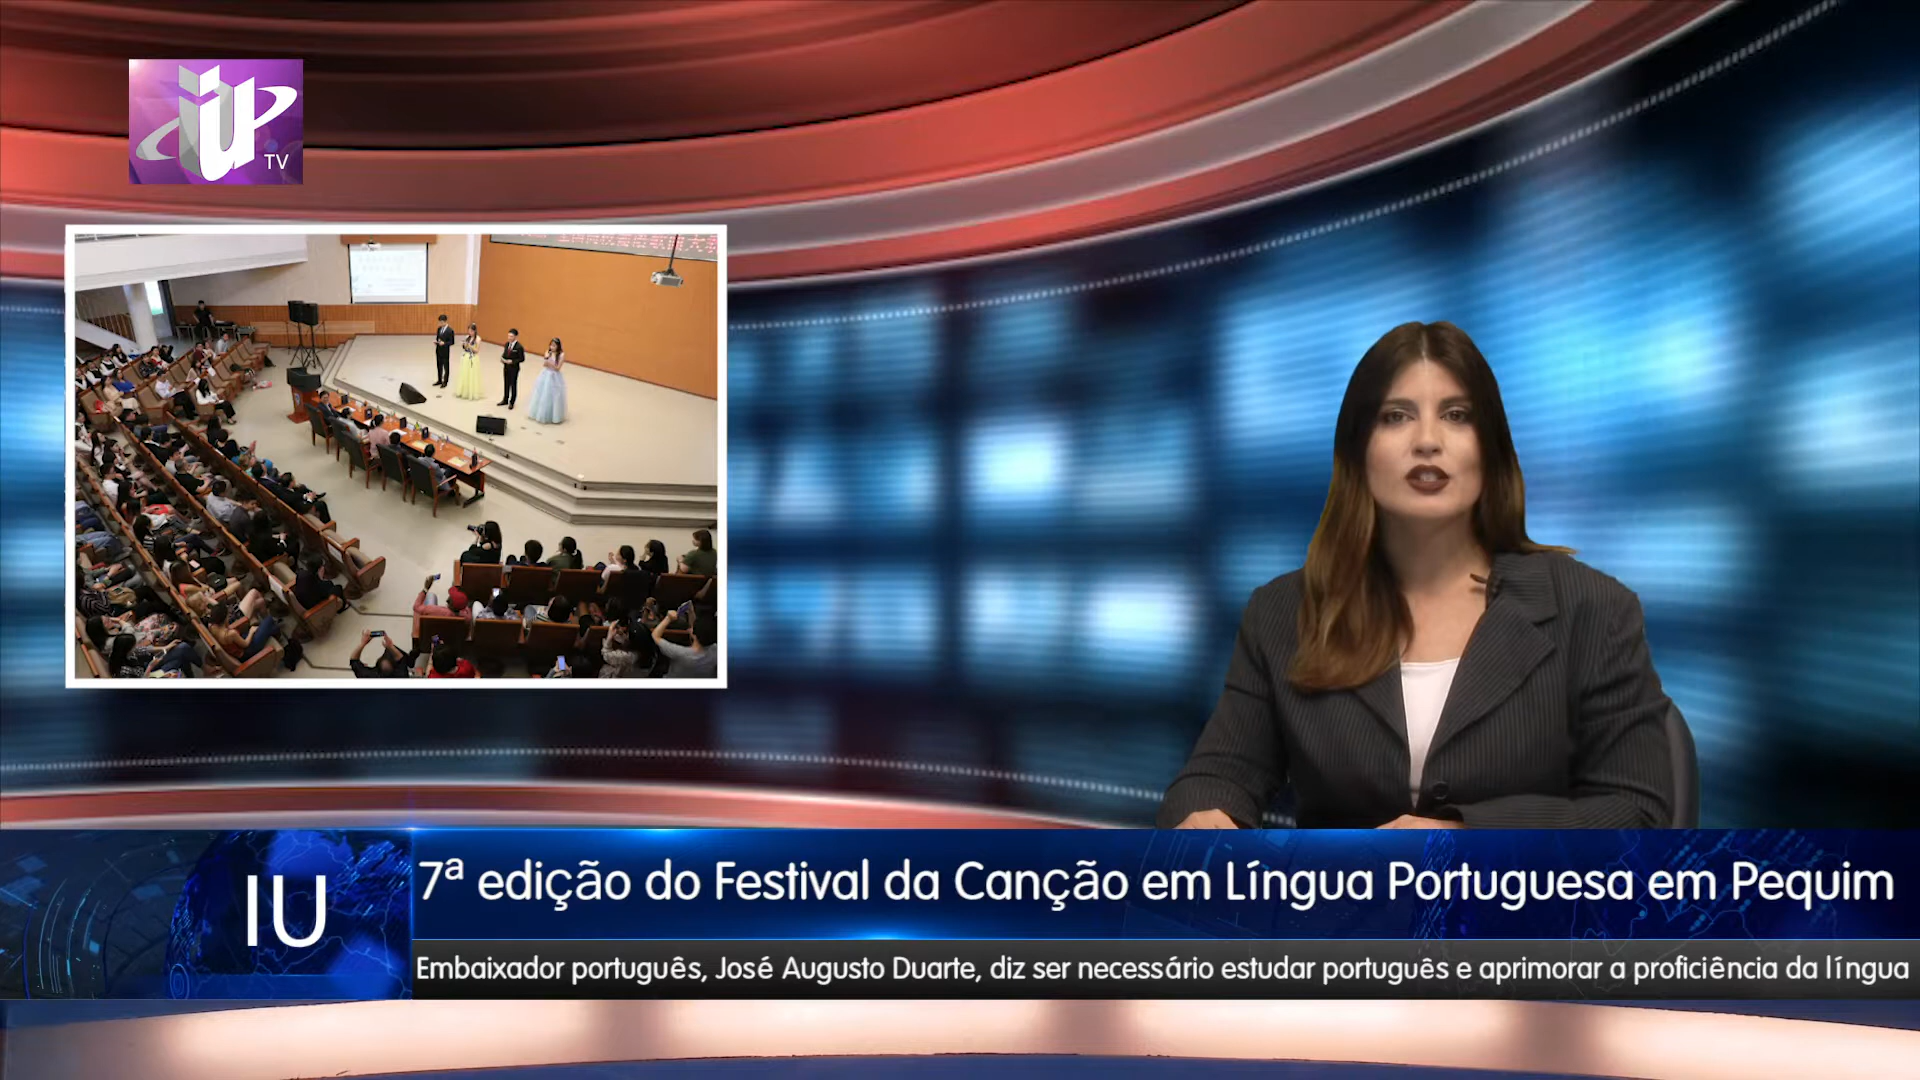 iU
TV
7ª edição do Festival da Canção em Língua Portuguesa em Pequim
IU
Embaixador português, José Augusto Duarte, diz ser necessário estudar português e aprimorar a proficiência da língua